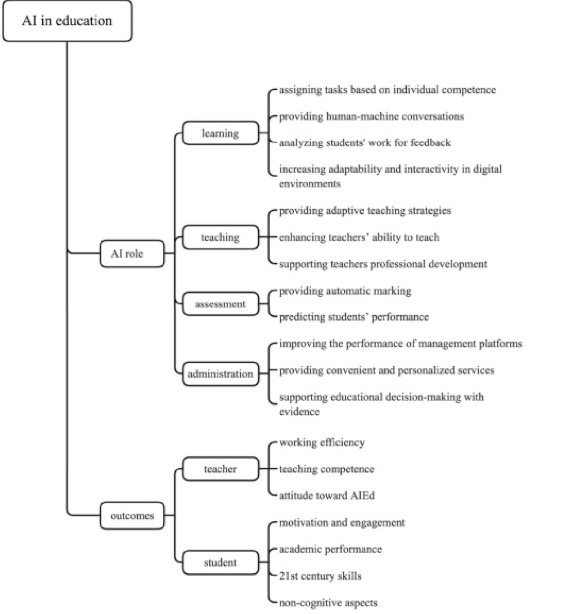 AI in education
assigning tasks based on individual competence
providing human-machine conversations
learning
analyzing students' work for feedback
increasing adaptability and interactivity in digital
environments
providing adaptive teaching strategies
teaching
enhancing teachers' ability to teach
AI role
supporting teachers professional development
providing automatic marking
assessment
predicting students' performance
improving the performance of management platforms
administration
providing convenient and personalized services
supporting educational decision-making with
evidence
working efficiency
teacher
teaching competence
attitude toward AIEd
outcomes
motivation and engagement
academic performance
student
21st century skills
non-cognitive aspects